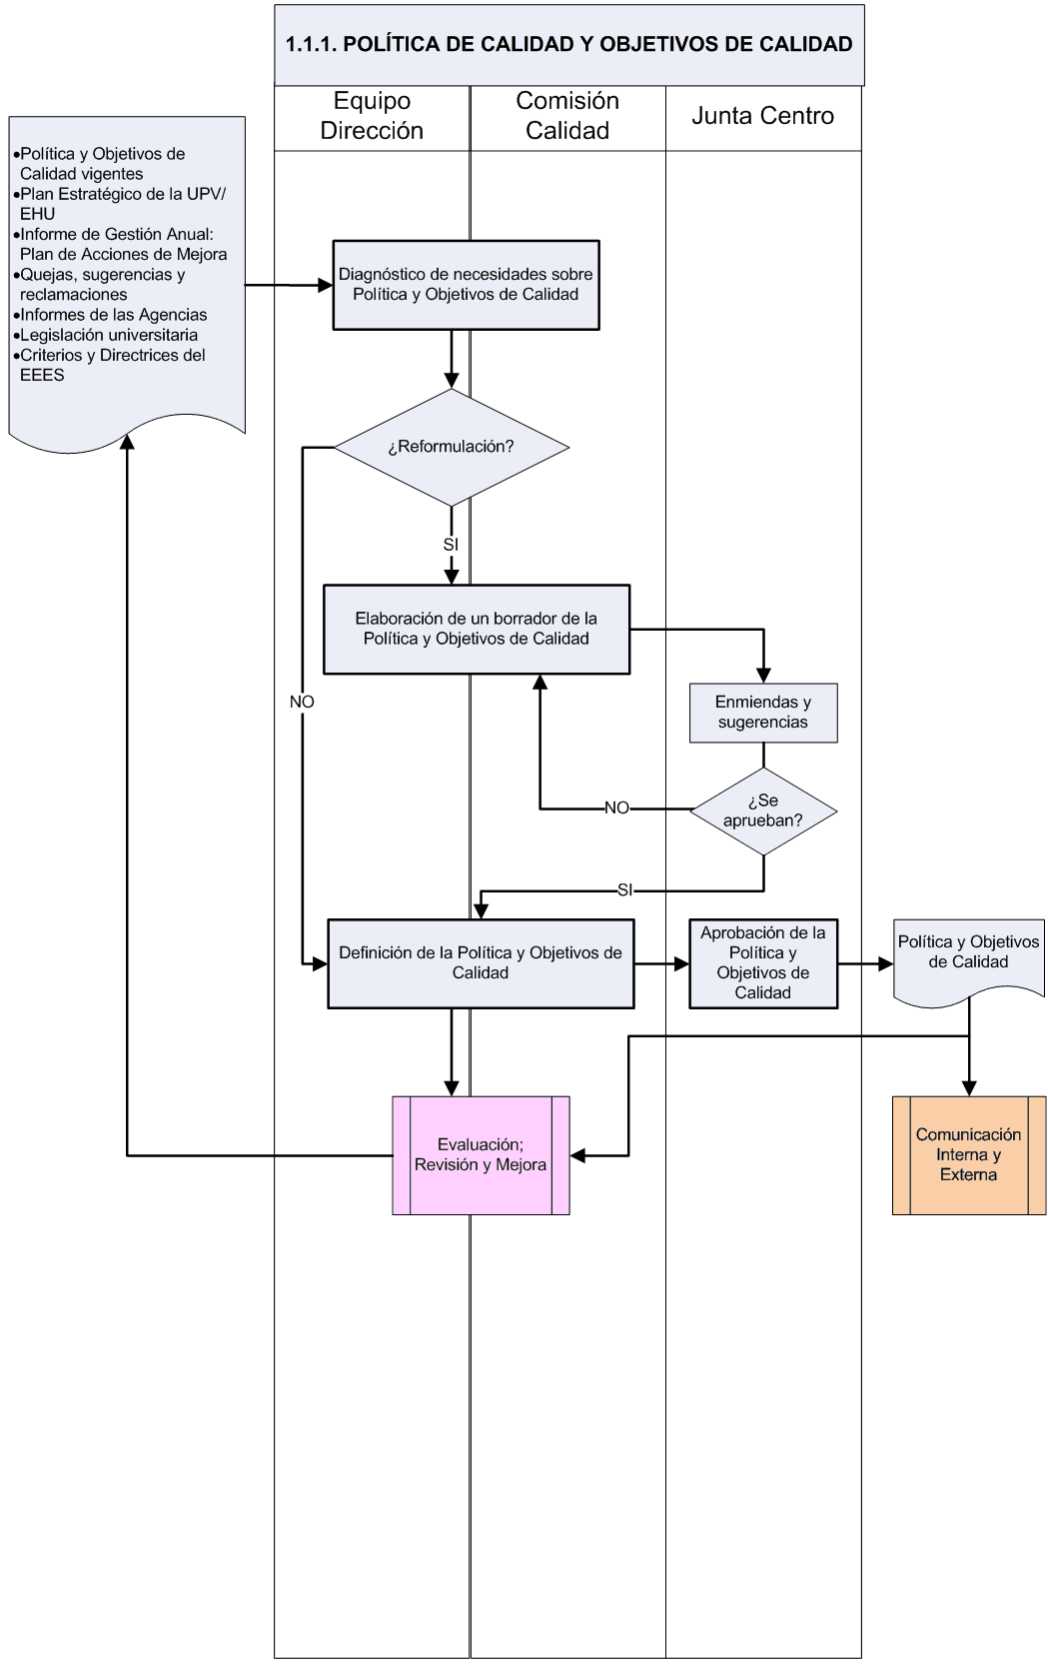 1.1.1. POLÍTICA DE CALIDAD Y OBJETIVOS DE CALIDAD
Equipo
Dirección
Comisión
Calidad
Junta Centro
•Política y Objetivos de
Calidad vigentes
•Plan Estratégico de la UPV/
EHU
•Informe de Gestión Anual:
Plan de Acciones de Mejora
•Quejas, sugerencias y
reclamaciones
•Informes de las Agencias
•Legislación universitaria
•Criterios y Directrices del
EEES
Diagnóstico de necesidades sobre
Política y Objetivos de Calidad
¿Reformulación?
SI
Elaboración de un borrador de la
Política y Objetivos de Calidad
NO
Enmiendas y
sugerencias
¿Se
aprueban?
NO
SI
Definición de la Política y Objetivos de
Calidad
Aprobación de la
Política y
Objetivos de
Calidad
Política y Objetivos
de Calidad
Evaluación;
Revisión y Mejora
Comunicación
Interna y
Externa